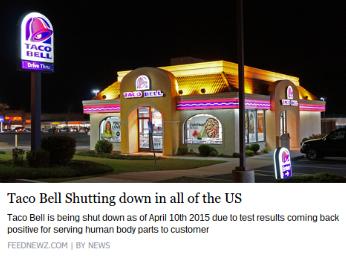 TACO
BELL
Drive Thru
TACO BELL
Taco Bell Shutting down in all of the US
Taco Bell is being shut down as of April 10th 2015 due to test results coming back
positive for serving human body parts to customer
FEEDNEWZ.COM | BY NEWS